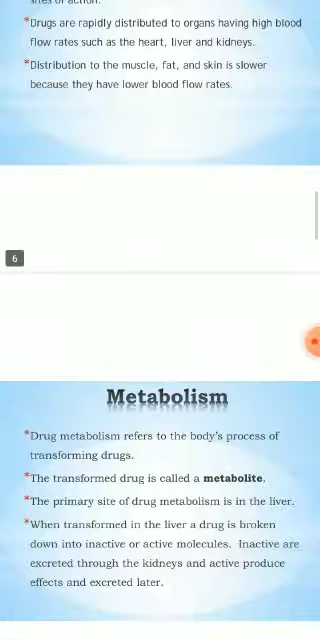 sites of action.
*Drugs are rapidly distributed to organs having high blood
flow rates such as the heart, liver and kidneys.
*Distribution to the muscle, fat, and skin is slower
because they have lower blood flow rates.
6
Metabolism
*Drug metabolism refers to the body's process of
transforming drugs.
*The transformed drug is called a metabolite.
*The primary site of drug metabolism is in the liver.
*When transformed in the liver a drug is broken
down into inactive or active molecules. Inactive are
excreted through the kidneys and active produce
effects and excreted later.